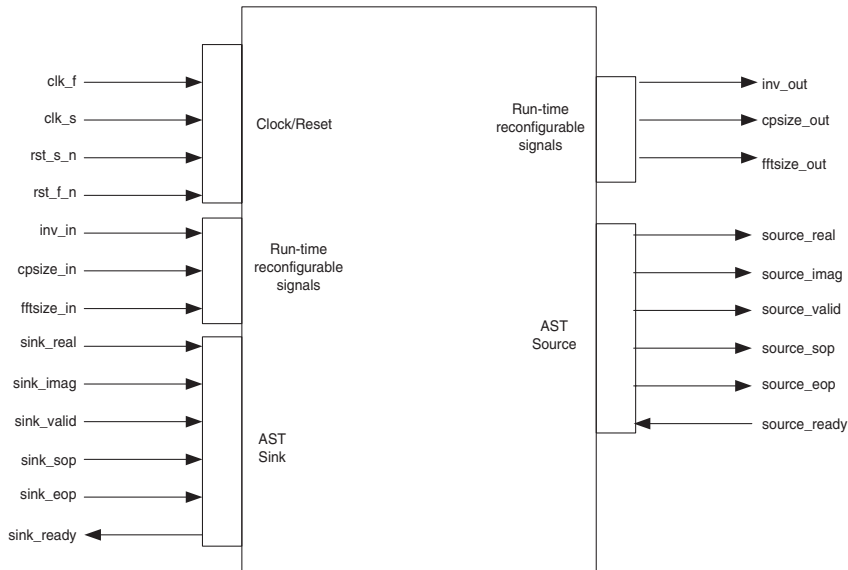 clk_f
clk_s
rst_s_n
rst_f_n
Clock/Reset
inv_in
cpsize_in
fftsize_in
Run-time
reconfigurable
signals
sink_real
sink_imag
sink_valid
sink_sop
sink_eop
sink_ready
AST
Sink
Run-time
reconfigurable
signals
inv_out
cpsize_out
fftsize_out
AST
Source
source_real
source_imag
source_valid
source_sop
source_eop
source_ready